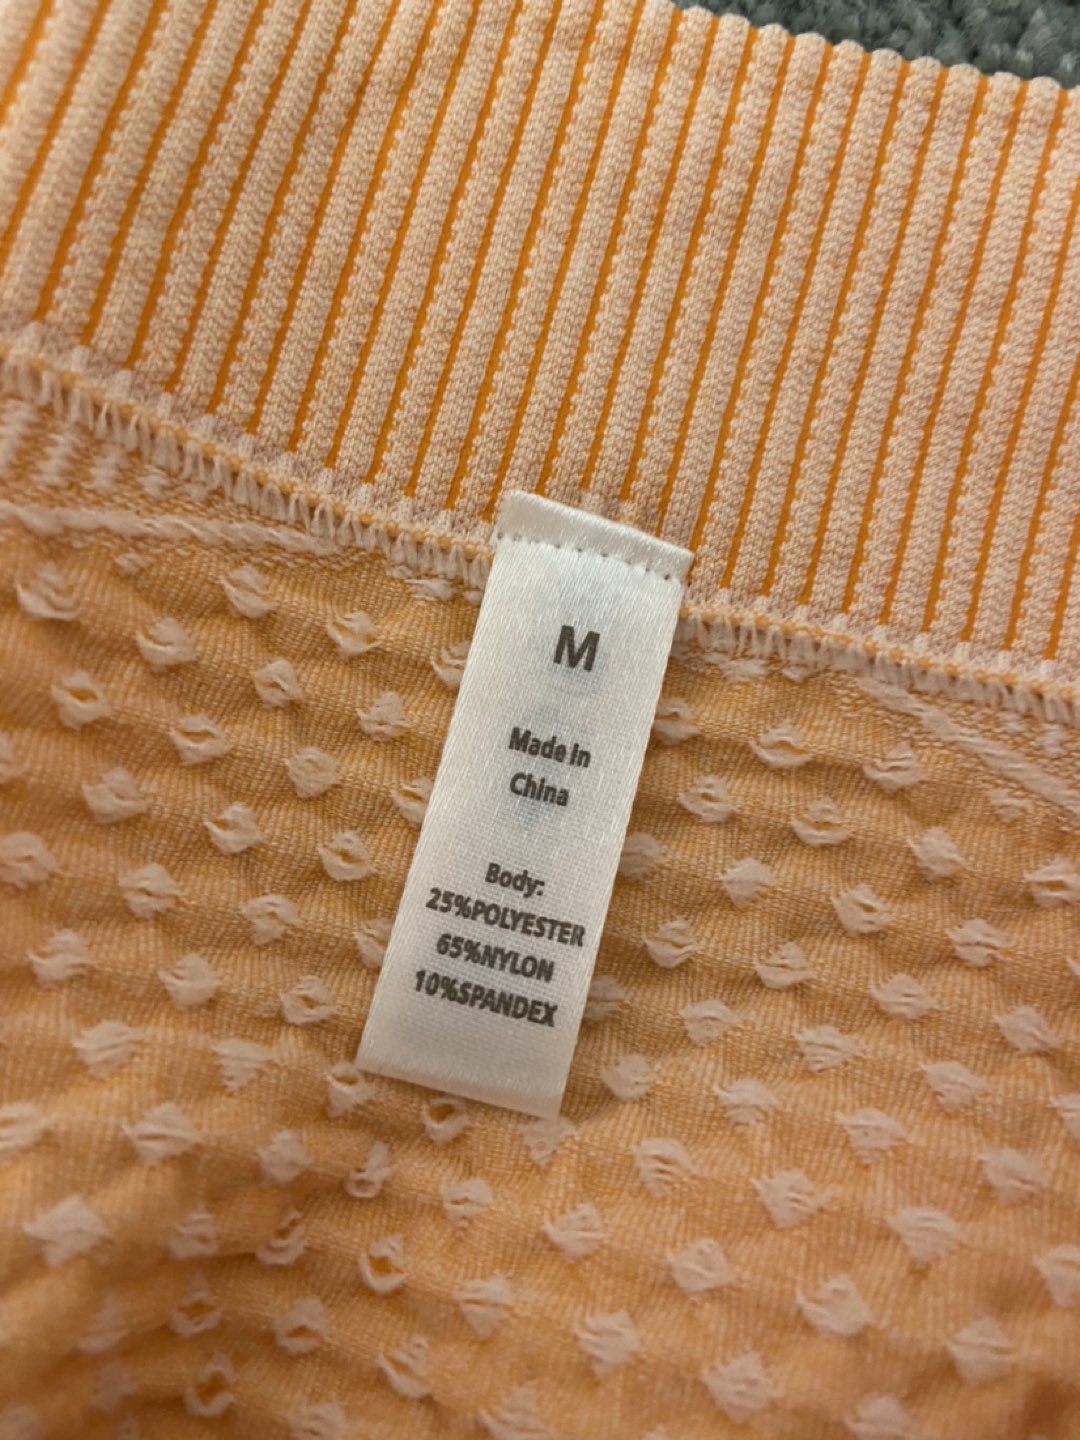 M
Made In
China
Body:
25%POLYESTER
65%NYLON
10%SPANDEX